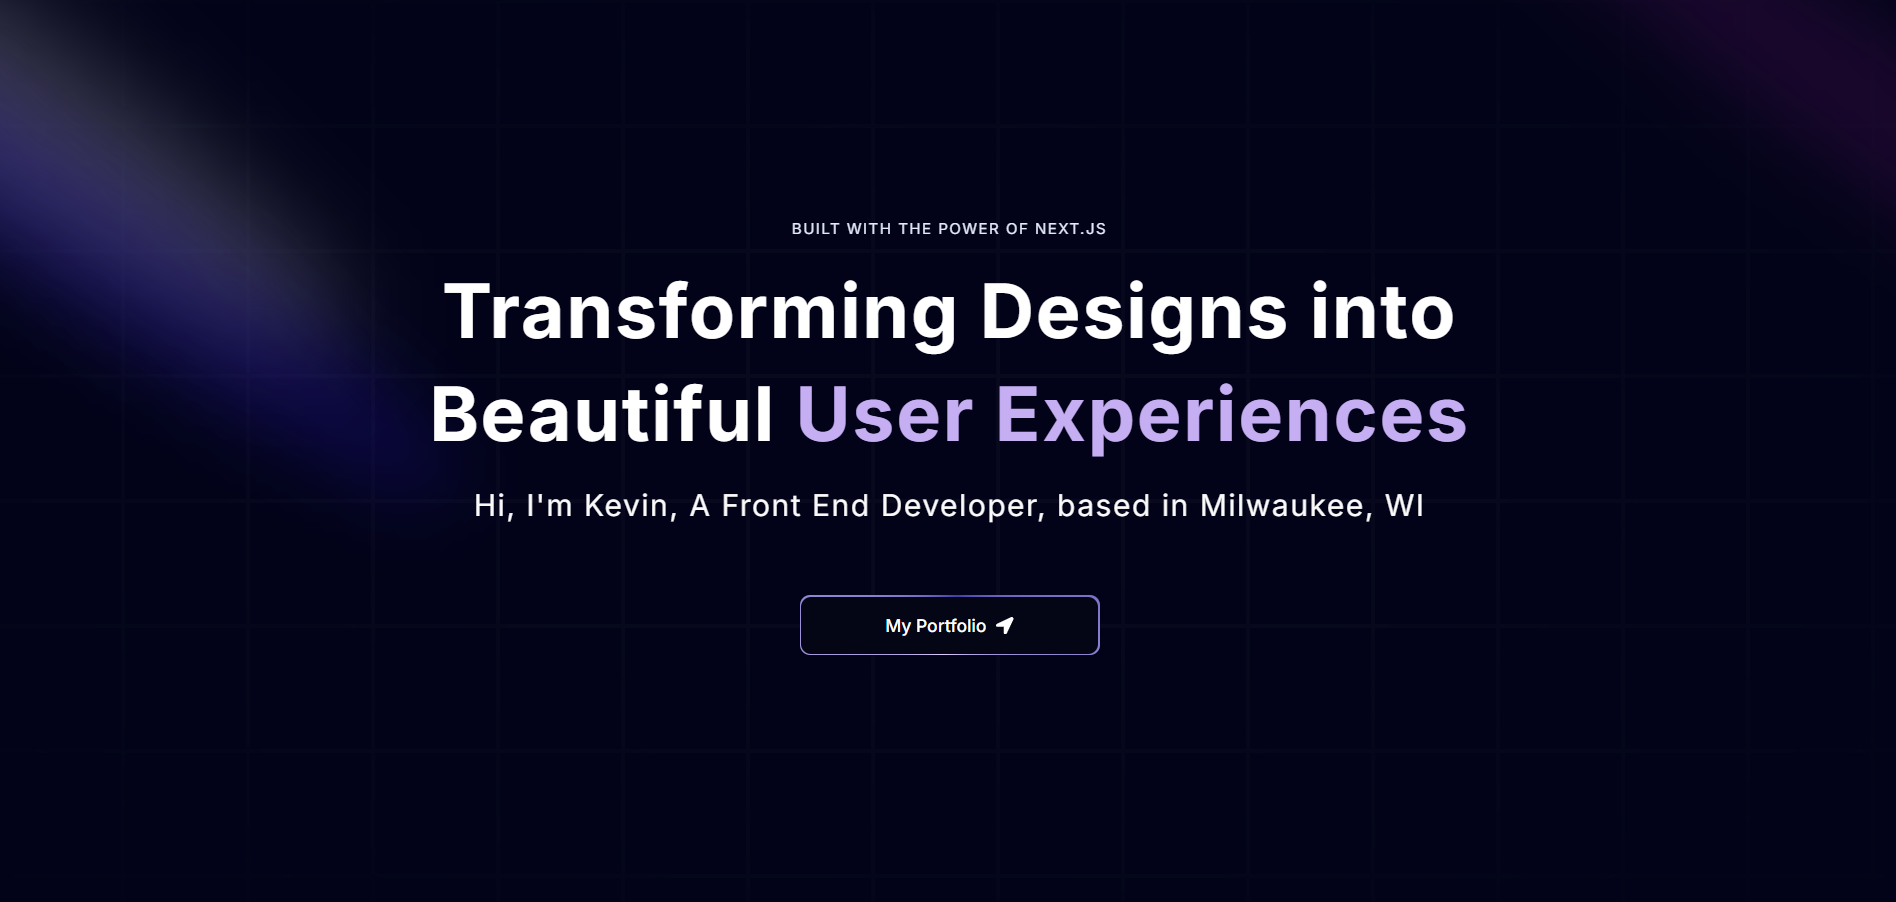 BUILT WITH THE POWER OF NEXT.JS
Transforming Designs into
Beautiful User Experiences
Hi, I'm Kevin, A Front End Developer, based in Milwaukee, WI
My Portfolio